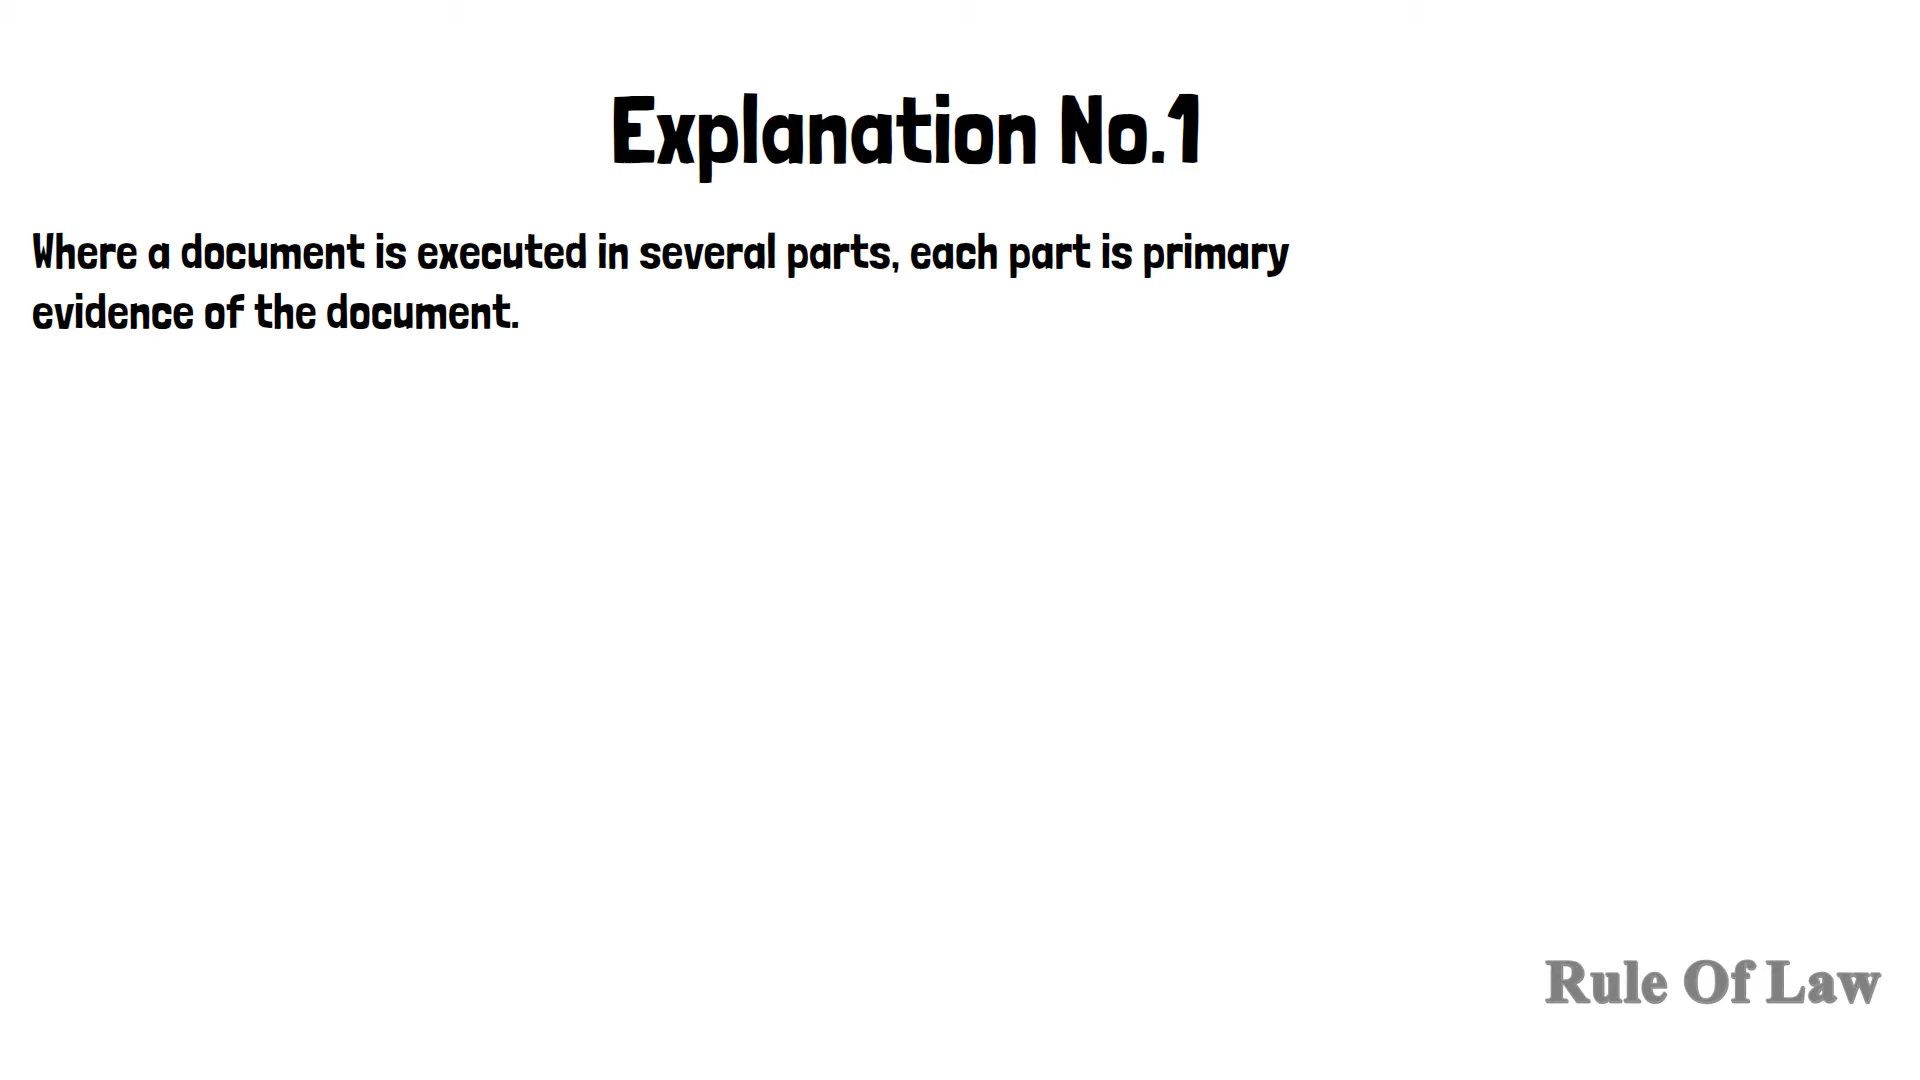 Explanation No.1
Where a document is executed in several parts, each part is primary
evidence of the document.
Rule Of Law